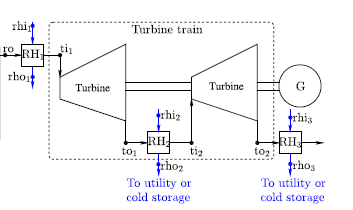 rhi₁
Turbine train
ro
RH₁
ti₁
rho₁
Turbine
Turbine
G
rhi₂
rhi₃
RH₂
RH₃
to₁
ti₂
to₂
rho₂
rho₃
To utility or
cold storage
To utility or
cold storage